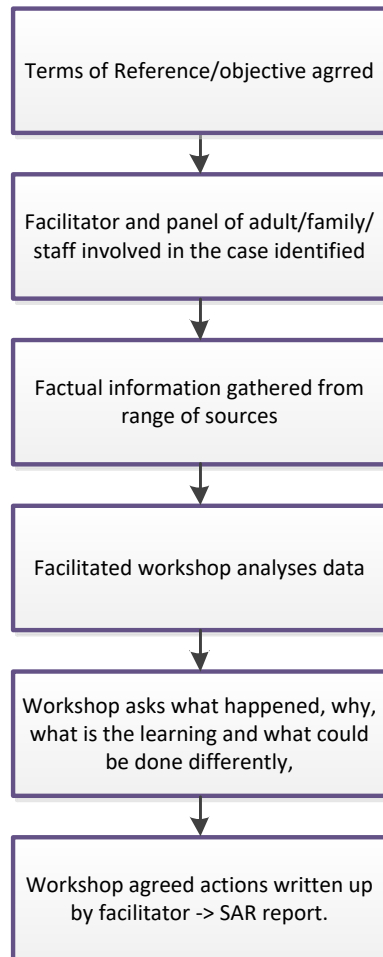 Terms of Reference/objective agrred
Facilitator and panel of adult/family/
staff involved in the case identified
Factual information gathered from
range of sources
Facilitated workshop analyses data
Workshop asks what happened, why,
what is the learning and what could
be done differently,
Workshop agreed actions written up
by facilitator -> SAR report.